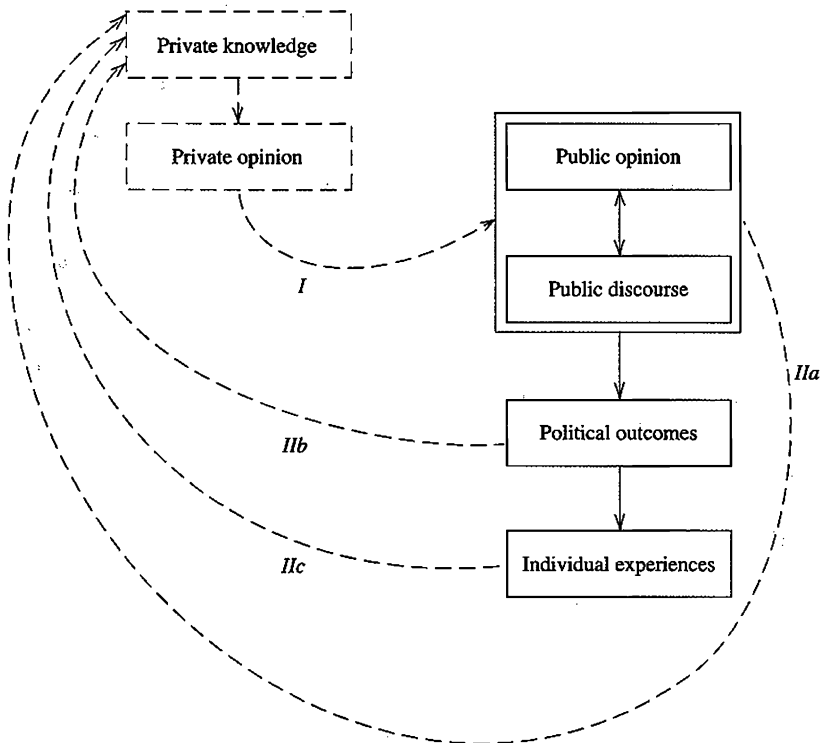 Private knowledge
Private opinion
Public opinion
I
Public discourse
IIa
IIb
Political outcomes
IIc
Individual experiences